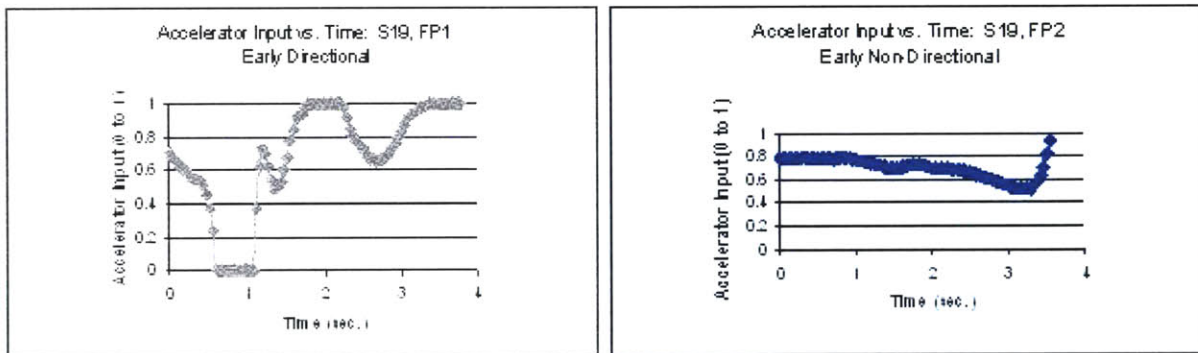 Accelerator Input vs. Time: S19, FP1
Early Directional
Accelerator Input (0 to 1)
1
0.8
0.6
0.4
0.2
0
0
1
2
3
4
Time (sec.)
Accelerator Input vs. Time: S19, FP2
Early Non-Directional
Accelerator Input (0 to 1)
1
0.8
0.6
0.4
0.2
0
0
1
2
3
4
Time (sec.)